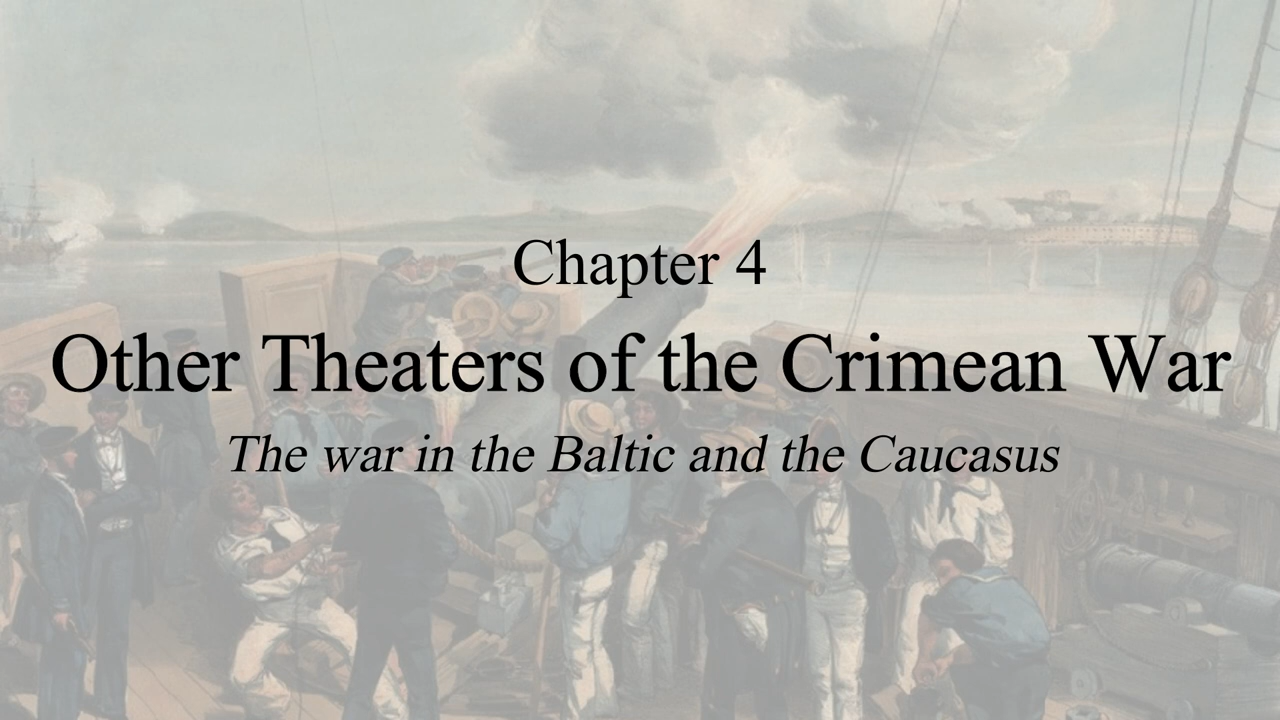 Chapter 4
Other Theaters of the Crimean War
The war in the Baltic and the Caucasus